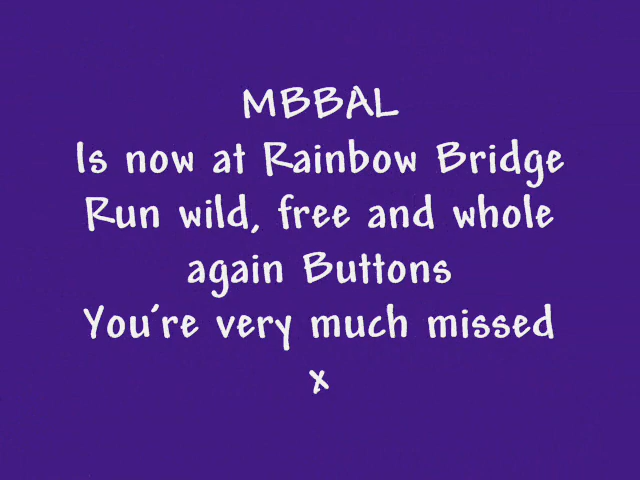 MBBAL
Is now at Rainbow Bridge
Run wild, free and whole
again Buttons
You're very much missed
x